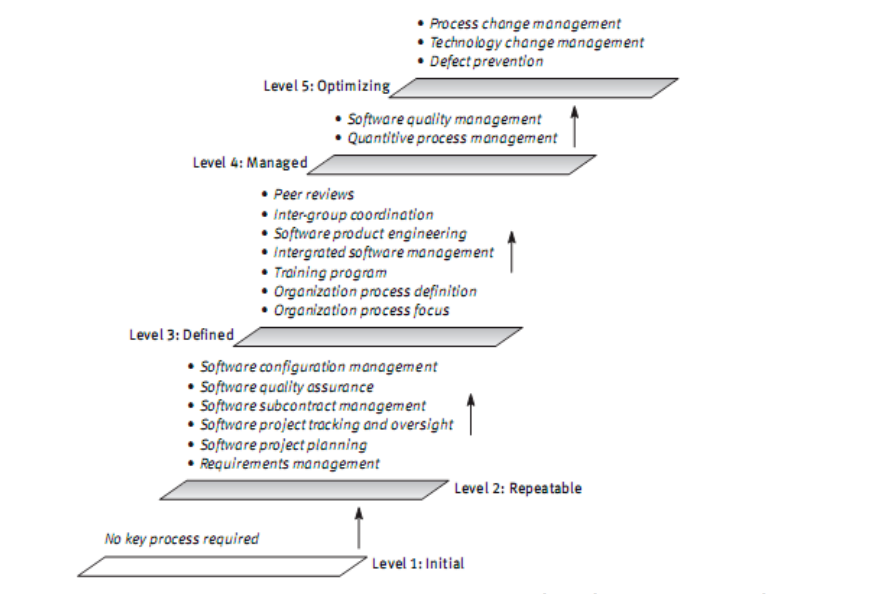 • Process change management
• Technology change management
• Defect prevention
Level 5: Optimizing
• Software quality management
• Quantitive process management
Level 4: Managed
• Peer reviews
• Inter-group coordination
• Software product engineering
• Intergrated software management
• Training program
• Organization process definition
• Organization process focus
Level 3: Defined
• Software configuration management
• Software quality assurance
• Software subcontract management
• Software project tracking and oversight
• Software project planning
• Requirements management
Level 2: Repeatable
No key process required
Level 1: Initial